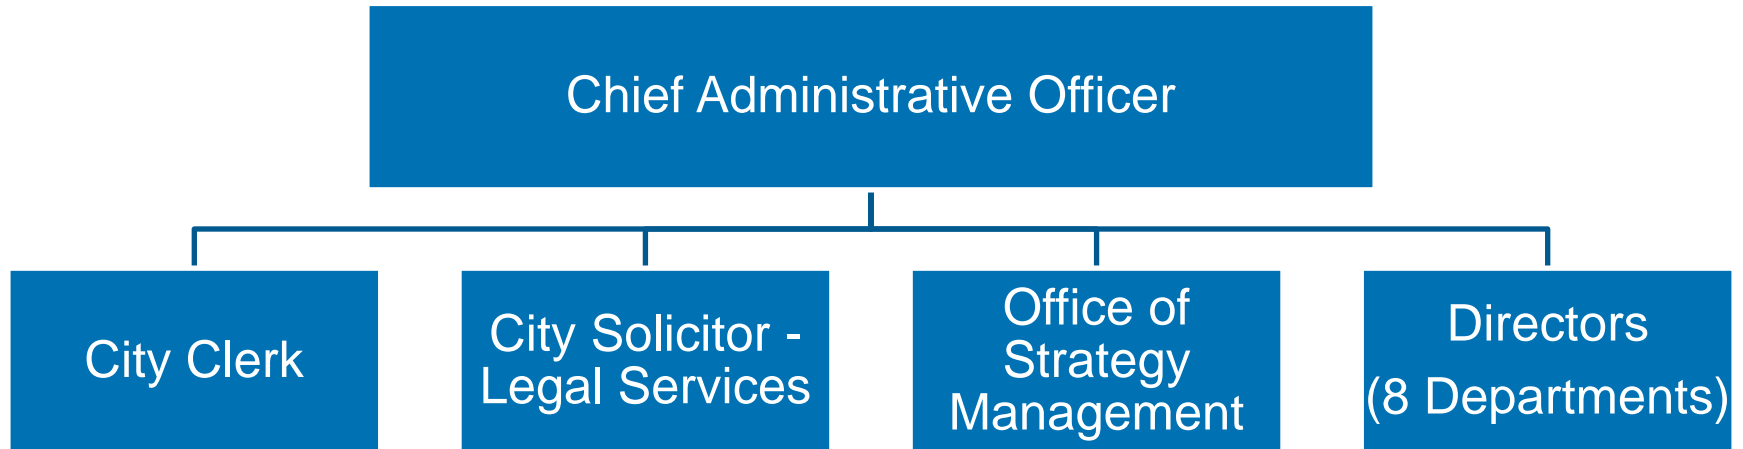 Chief Administrative Officer
City Clerk
City Solicitor -
Legal Services
Office of
Strategy
Management
Directors
(8 Departments)